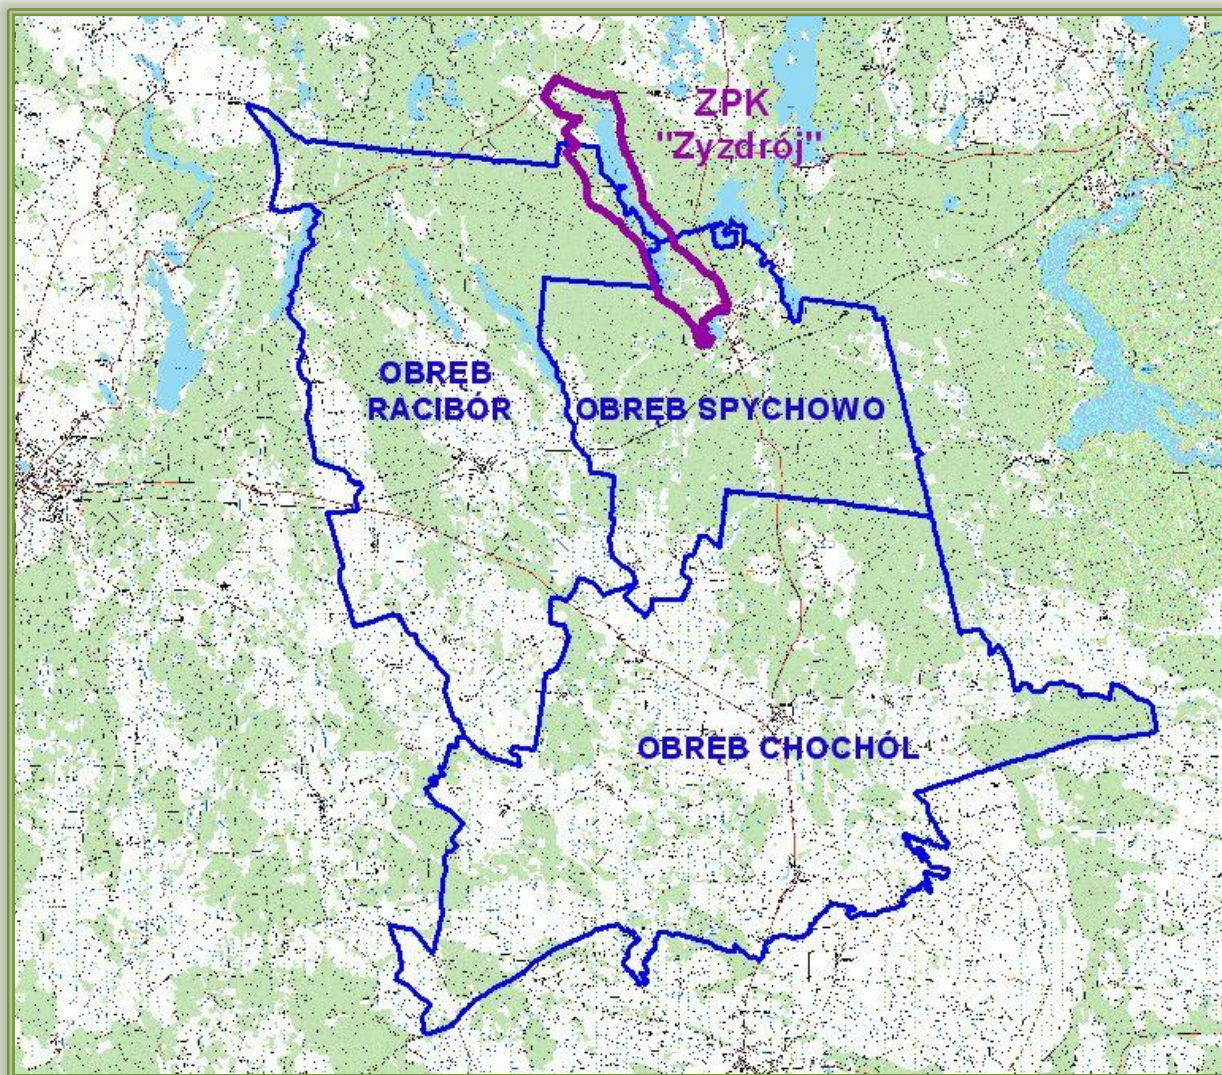 ZPK
"Zyzdrój"
OBRĘB
RACIBÓR
OBRĘB SPYCHOWO
OBRĘB CHOCHÓL